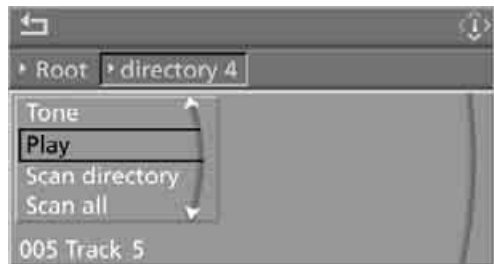 Root directory 4
Tone
Play
Scan directory
Scan all
005 Track 5